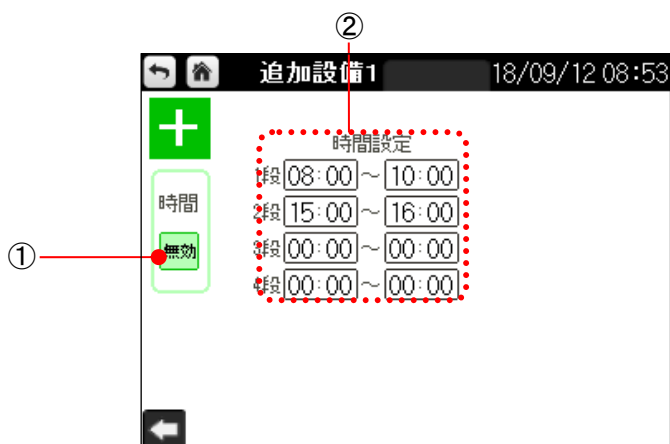 ②
追加設備1 18/09/12 08:53
時間設定
1段 08:00 ～ 10:00
2段 15:00 ～ 16:00
3段 00:00 ～ 00:00
4段 00:00 ～ 00:00
時間
無効
①